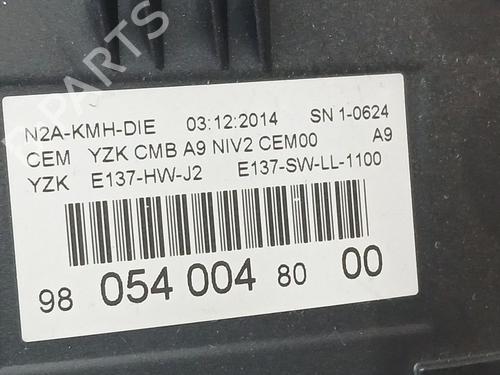 N2A-KMH-DIE 03:12:2014 SN 1-0624
CEM YZK CMB A9 NIV2 CEM00 A9
YZK E137-HW-J2 E137-SW-LL-1100
98 054 004 80 00